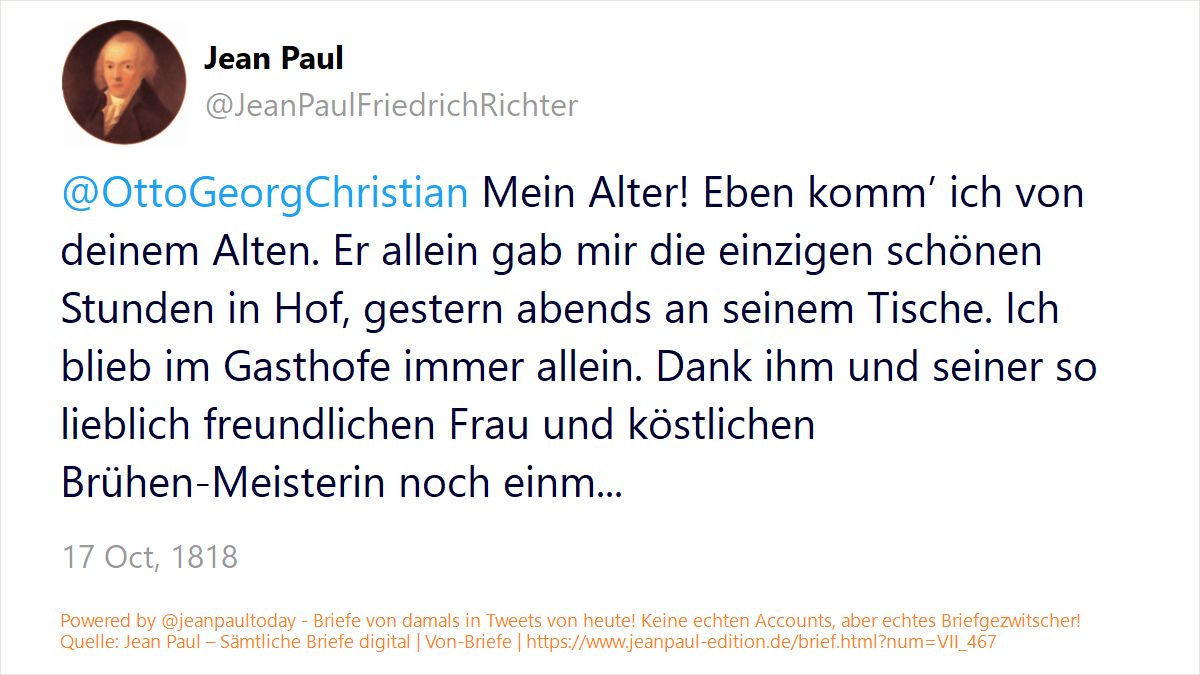 Jean Paul
@JeanPaulFriedrichRichter
@OttoGeorgChristian Mein Alter! Eben komm’ ich von
deinem Alten. Er allein gab mir die einzigen schönen
Stunden in Hof, gestern abends an seinem Tische. Ich
blieb im Gasthofe immer allein. Dank ihm und seiner so
lieblich freundlichen Frau und köstlichen
Brühen-Meisterin noch einm...
17 Oct, 1818
Powered by @jeanpaultoday - Briefe von damals in Tweets von heute! Keine echten Accounts, aber echtes Briefgezwitscher!
Quelle: Jean Paul – Sämtliche Briefe digital | Von-Briefe | https://www.jeanpaul-edition.de/brief.html?num=VII_467